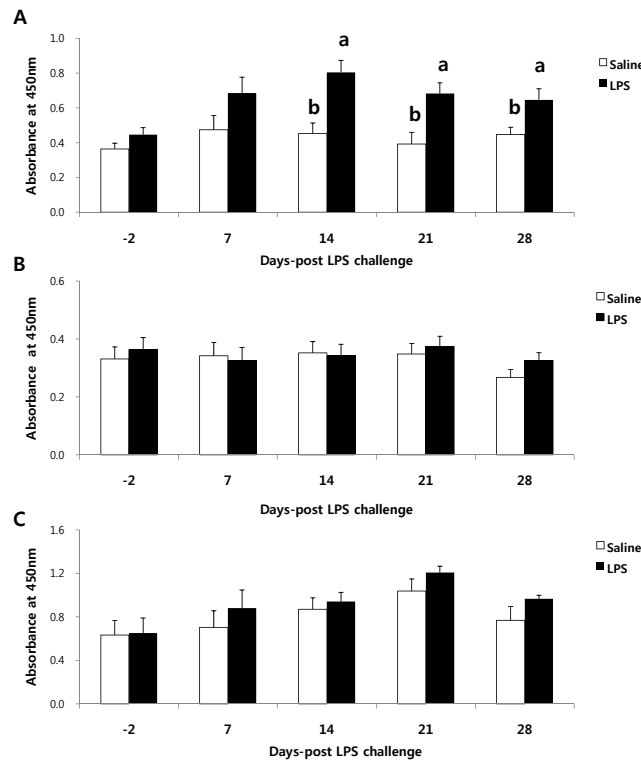 A
a
a
a
b
b
b
Absorbance at 450nm
1.0
0.8
0.6
0.4
0.2
0.0
-2 7 14 21 28
Days-post LPS challenge
Saline
LPS
B
Absorbance at 450nm
0.6
0.4
0.2
0.0
-2 7 14 21 28
Days-post LPS challenge
Saline
LPS
C
Absorbance at 450nm
1.6
1.2
0.8
0.4
0.0
-2 7 14 21 28
Days-post LPS challenge
Saline
LPS